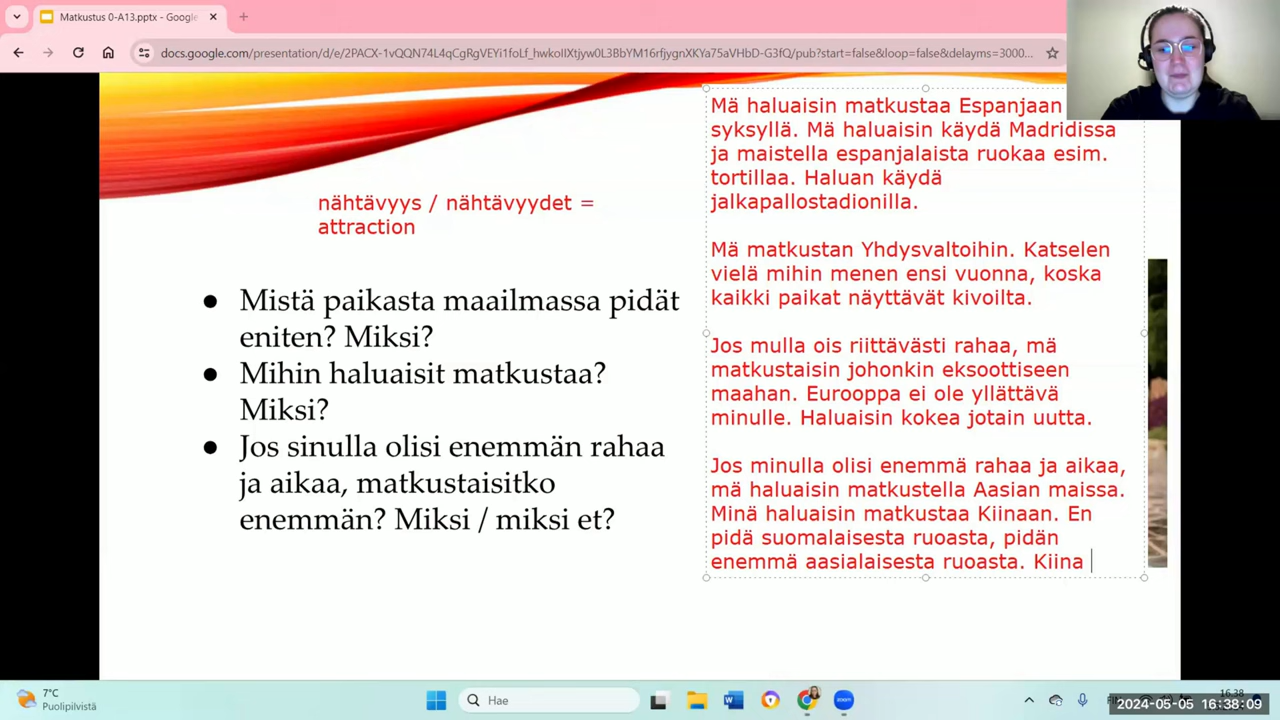 Matkustus 0-A13.pptx - Google
docs.google.com/presentation/d/e/2PACX-1vQQN74L4qCgSqUvrEYi1foLf_hwkoIIXtjyw0L3BbYM16rfjygnXKYa75aVHbD-G3fQ/pub?start=false&loop=false&delayms=3000...
Mä haluaisin matkustaa Espanjaan
syksyllä. Mä haluaisin käydä Madridissa
ja maistella espanjalaista ruokaa esim.
tortillaa. Haluan käydä
jalkapallostadionilla.
Mä matkustan Yhdysvaltoihin. Katselen
vielä mihin menen ensi vuonna, koska
kaikki paikat näyttävät kivoilta.
Jos mulla ois riittävästi rahaa, mä
matkustaisin johonkin eksoottiseen
maahan. Eurooppa ei ole yllättävä
minulle. Haluaisin kokea jotain uutta.
Jos minulla olisi enemmä rahaa ja aikaa,
mä haluaisin matkustella Aasian maissa.
Minä haluaisin matkustaa Kiinaan. En
pidä suomalaisesta ruoasta, pidän
enemmä aasialaisesta ruoasta. Kiina
nähtävyys / nähtävyydet =
attraction
● Mistä paikasta maailmassa pidät
eniten? Miksi?
● Mihin haluaisit matkustaa?
Miksi?
● Jos sinulla olisi enemmän rahaa
ja aikaa, matkustaisitko
enemmän? Miksi / miksi et?
7°C
Puolipilvistä
Hae
zoom
16.38
2024-05-05 16:38:09